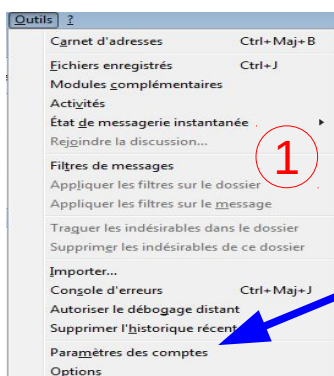 Outils ?
Carnet d'adresses Ctrl+Maj+B
Fichiers enregistrés Ctrl+J
Modules complémentaires
Activités
État de messagerie instantanée
Rejoindre la discussion...
1
Filtres de messages
Appliquer les filtres sur le dossier
Appliquer les filtres sur le message
Traquer les indésirables dans le dossier
Supprimer les indésirables de ce dossier
Importer...
Console d'erreurs Ctrl+Maj+J
Autoriser le débogage distant
Supprimer l'historique récent
Paramètres des comptes
Options